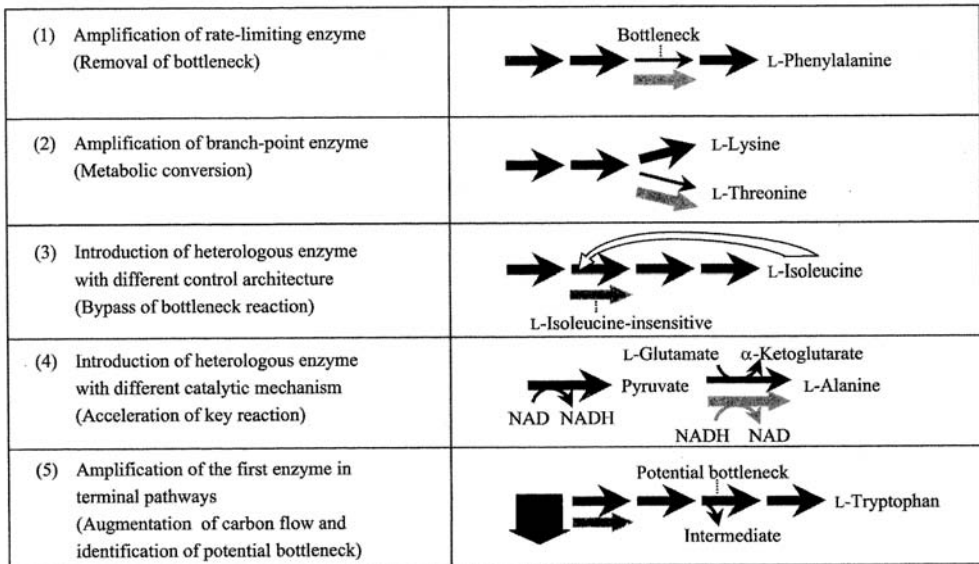 (1) Amplification of rate-limiting enzyme
(Removal of bottleneck)
Bottleneck
L-Phenylalanine
(2) Amplification of branch-point enzyme
(Metabolic conversion)
L-Lysine
L-Threonine
(3) Introduction of heterologous enzyme
with different control architecture
(Bypass of bottleneck reaction)
L-Isoleucine
L-Isoleucine-insensitive
(4) Introduction of heterologous enzyme
with different catalytic mechanism
(Acceleration of key reaction)
L-Glutamate α-Ketoglutarate
Pyruvate L-Alanine
NAD NADH
NADH NAD
(5) Amplification of the first enzyme in
terminal pathways
(Augmentation of carbon flow and
identification of potential bottleneck)
Potential bottleneck
L-Tryptophan
Intermediate